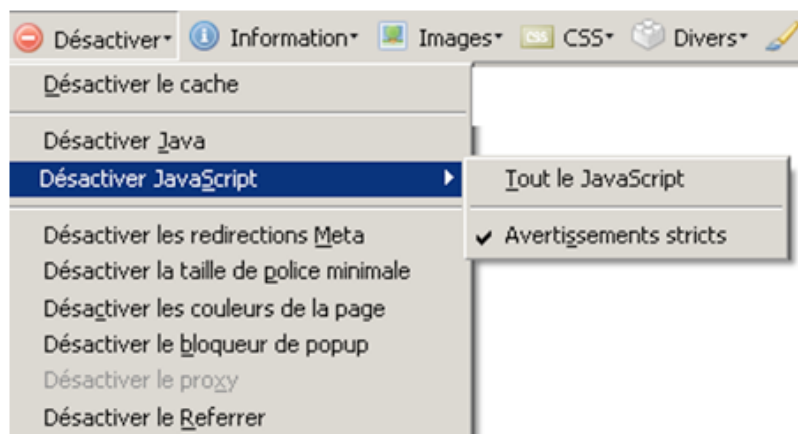 Désactiver Information Images CSS Divers
Désactiver le cache
Désactiver Java
Désactiver JavaScript
Tout le JavaScript
Avertissements stricts
Désactiver les redirections Meta
Désactiver la taille de police minimale
Désactiver les couleurs de la page
Désactiver le bloqueur de popup
Désactiver le proxy
Désactiver le Referrer